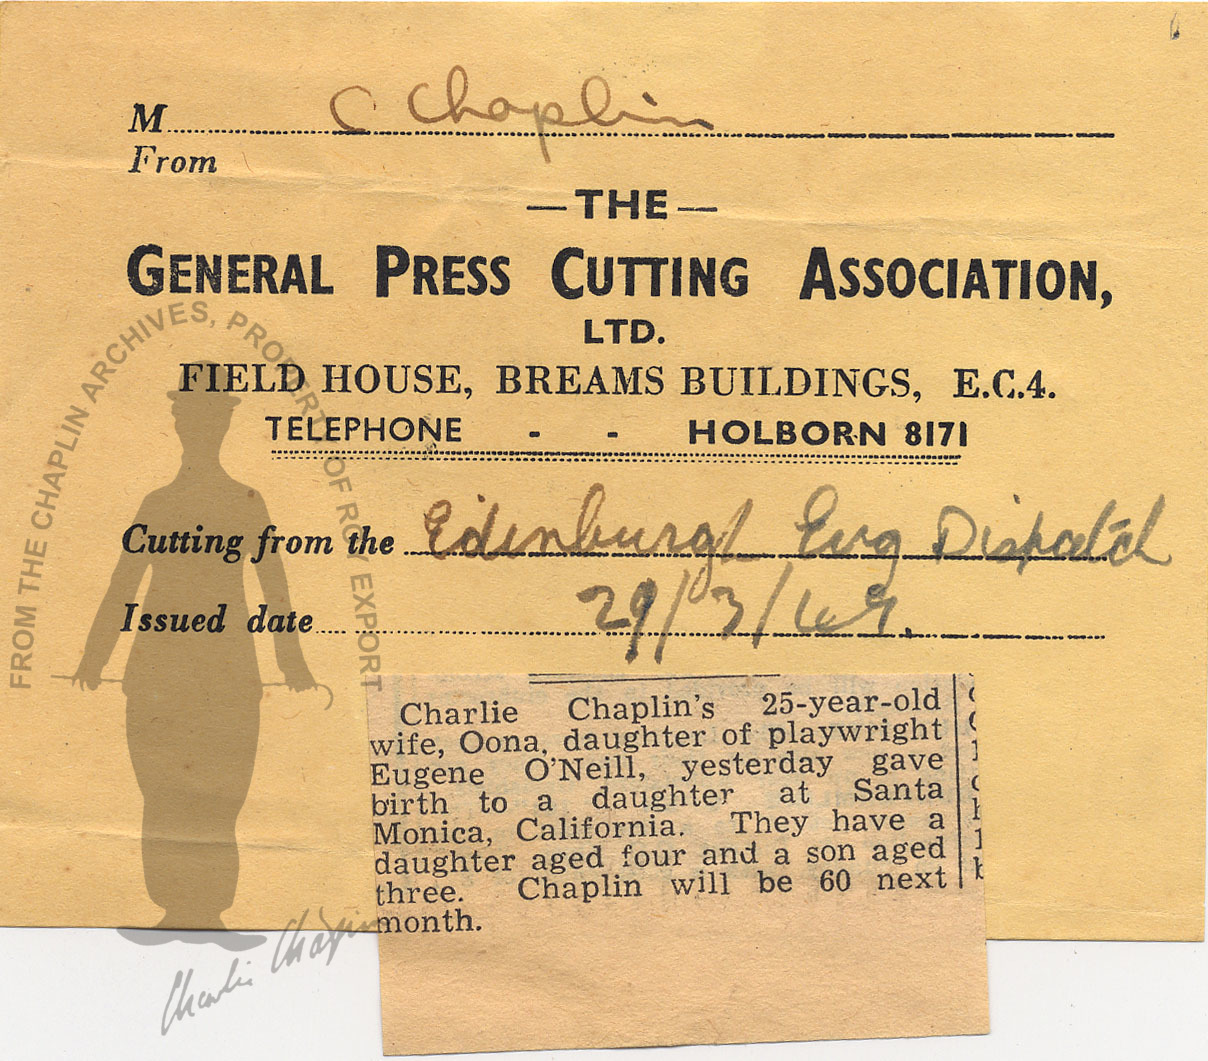 M C Chaplin
From
— THE —
GENERAL PRESS CUTTING ASSOCIATION,
LTD.
FIELD HOUSE, BREAMS BUILDINGS, E.C.4.
TELEPHONE - - HOLBORN 8171
Cutting from the Edinburgh Evg Dispatch
Issued date 29/3/49.
Charlie Chaplin's 25-year-old
wife, Oona, daughter of playwright
Eugene O'Neill, yesterday gave
birth to a daughter at Santa
Monica, California. They have a
daughter aged four and a son aged
three. Chaplin will be 60 next
month.
FROM THE CHAPLIN ARCHIVES, PROPERTY OF ROY EXPORT
Charlie Chaplin